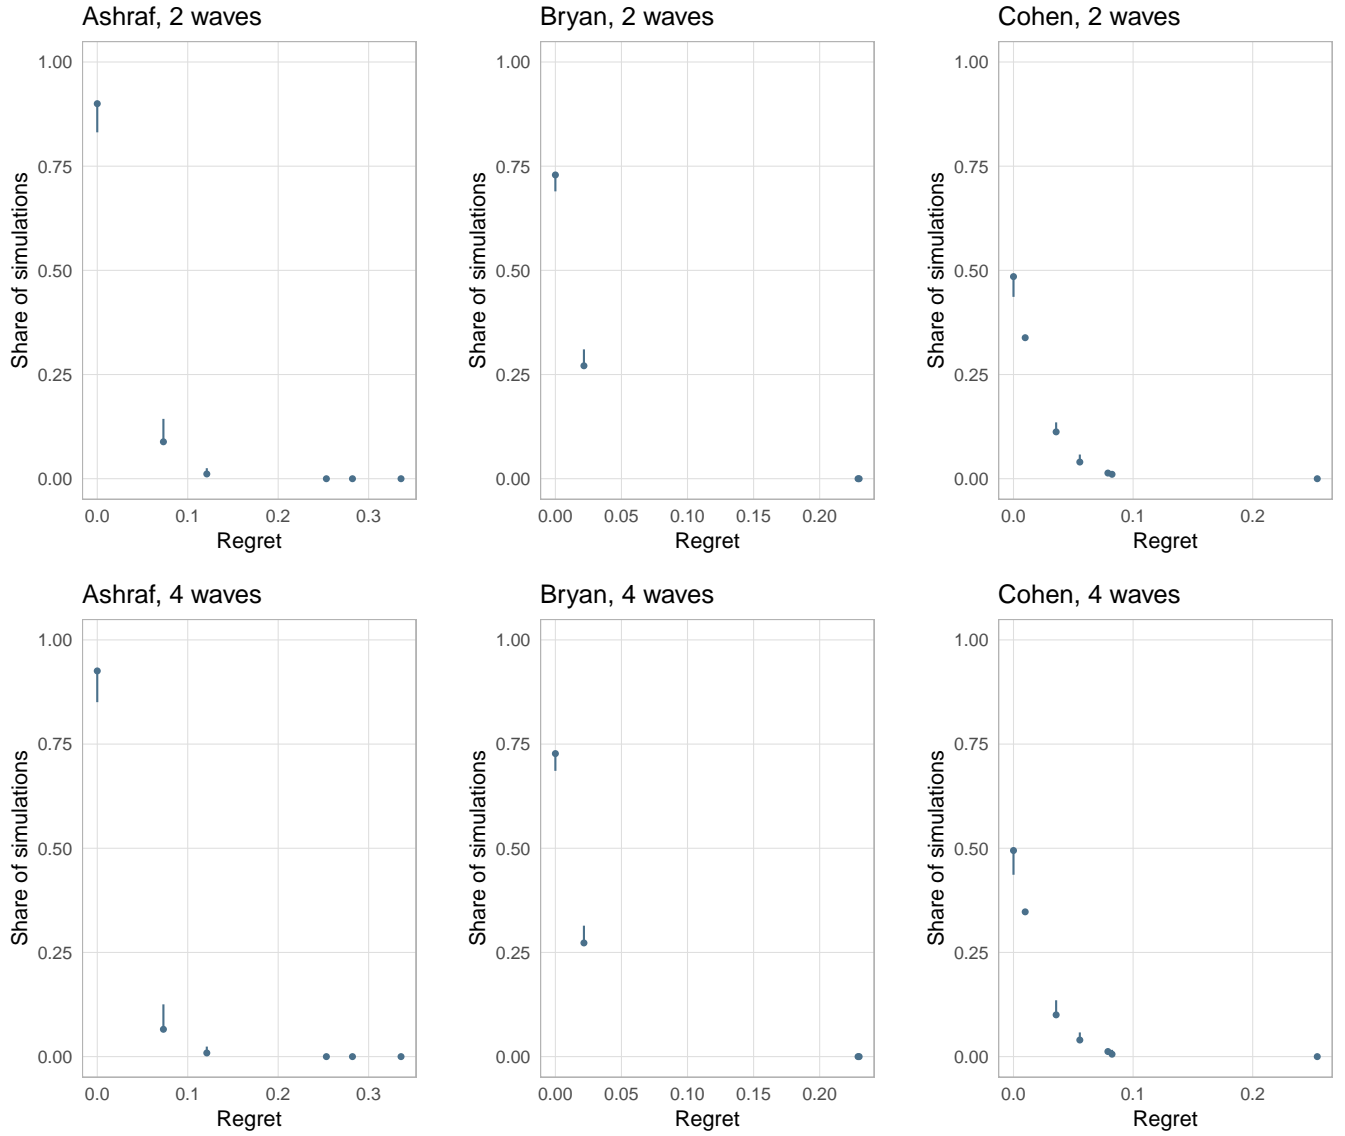 Ashraf, 2 waves
Bryan, 2 waves
Cohen, 2 waves
Share of simulations
1.00
0.75
0.50
0.25
0.00
0.0 0.1 0.2 0.3
Regret
Share of simulations
1.00
0.75
0.50
0.25
0.00
0.00 0.05 0.10 0.15 0.20
Regret
Share of simulations
1.00
0.75
0.50
0.25
0.00
0.0 0.1 0.2
Regret
Ashraf, 4 waves
Bryan, 4 waves
Cohen, 4 waves
Share of simulations
1.00
0.75
0.50
0.25
0.00
0.0 0.1 0.2 0.3
Regret
Share of simulations
1.00
0.75
0.50
0.25
0.00
0.00 0.05 0.10 0.15 0.20
Regret
Share of simulations
1.00
0.75
0.50
0.25
0.00
0.0 0.1 0.2
Regret